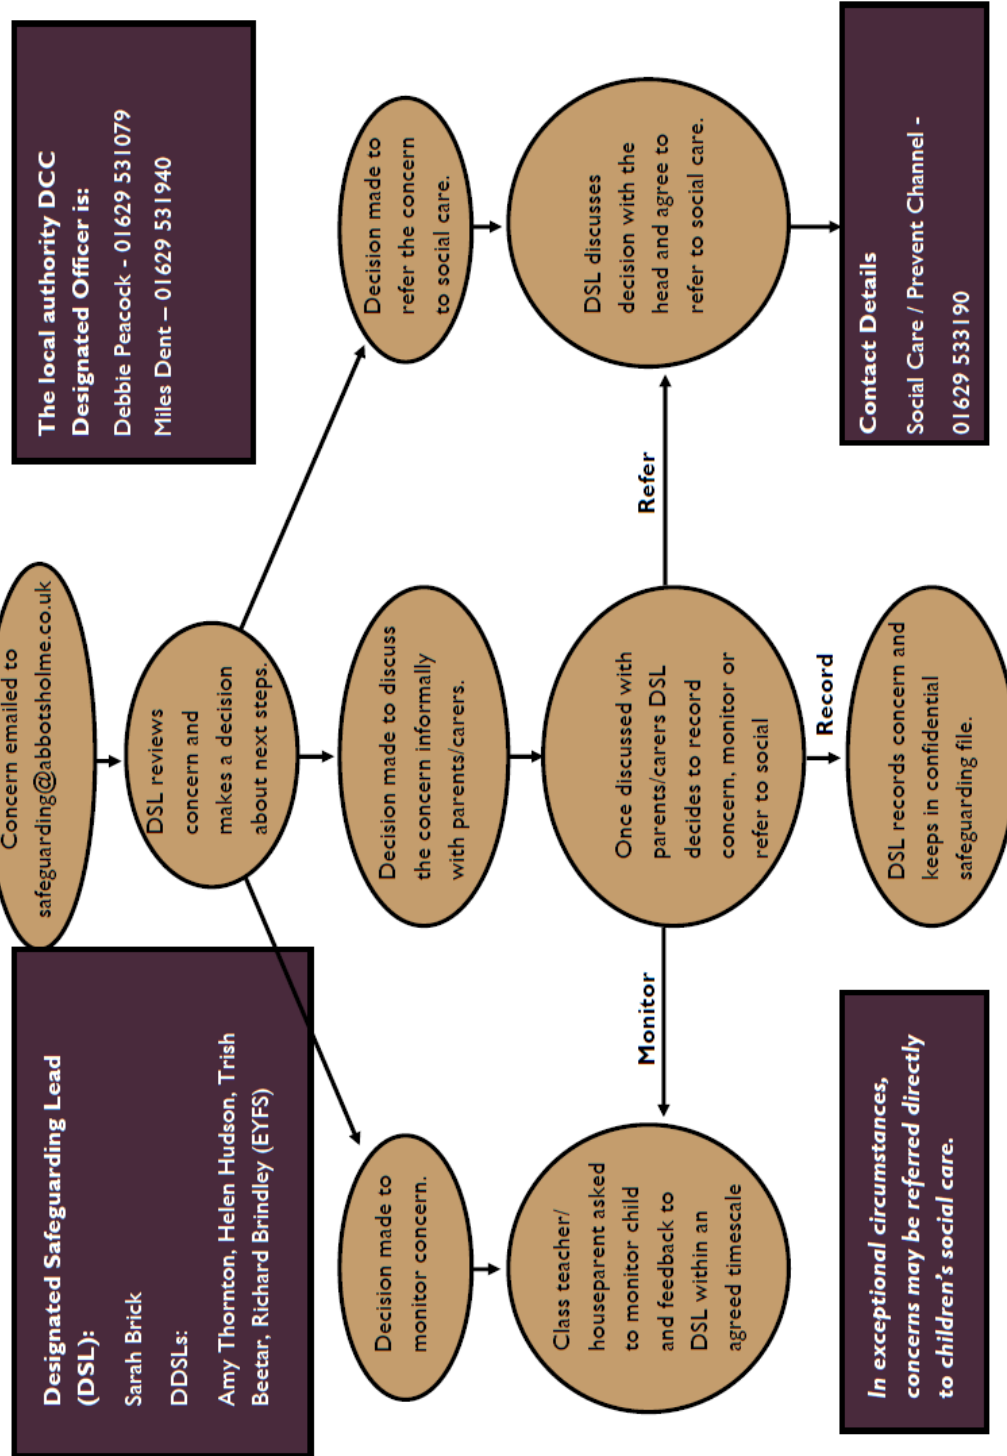 Concern emailed to
safeguarding@abbotsholme.co.uk
Designated Safeguarding Lead
(DSL):
Sarah Brick
DDSLs:
Amy Thornton, Helen Hudson, Trish
Beetar, Richard Brindley (EYFS)
The local authority DCC
Designated Officer is:
Debbie Peacock - 01629 531079
Miles Dent – 01629 531940
DSL reviews
concern and
makes a decision
about next steps.
Decision made to
monitor concern.
Decision made to discuss
the concern informally
with parents/carers.
Decision made to
refer the concern
to social care.
Class teacher/
houseparent asked
to monitor child
and feedback to
DSL within an
agreed timescale
Monitor
Once discussed with
parents/carers DSL
decides to record
concern, monitor or
refer to social
Refer
DSL discusses
decision with the
head and agree to
refer to social care.
Record
In exceptional circumstances,
concerns may be referred directly
to children's social care.
DSL records concern and
keeps in confidential
safeguarding file.
Contact Details
Social Care / Prevent Channel -
01629 533190